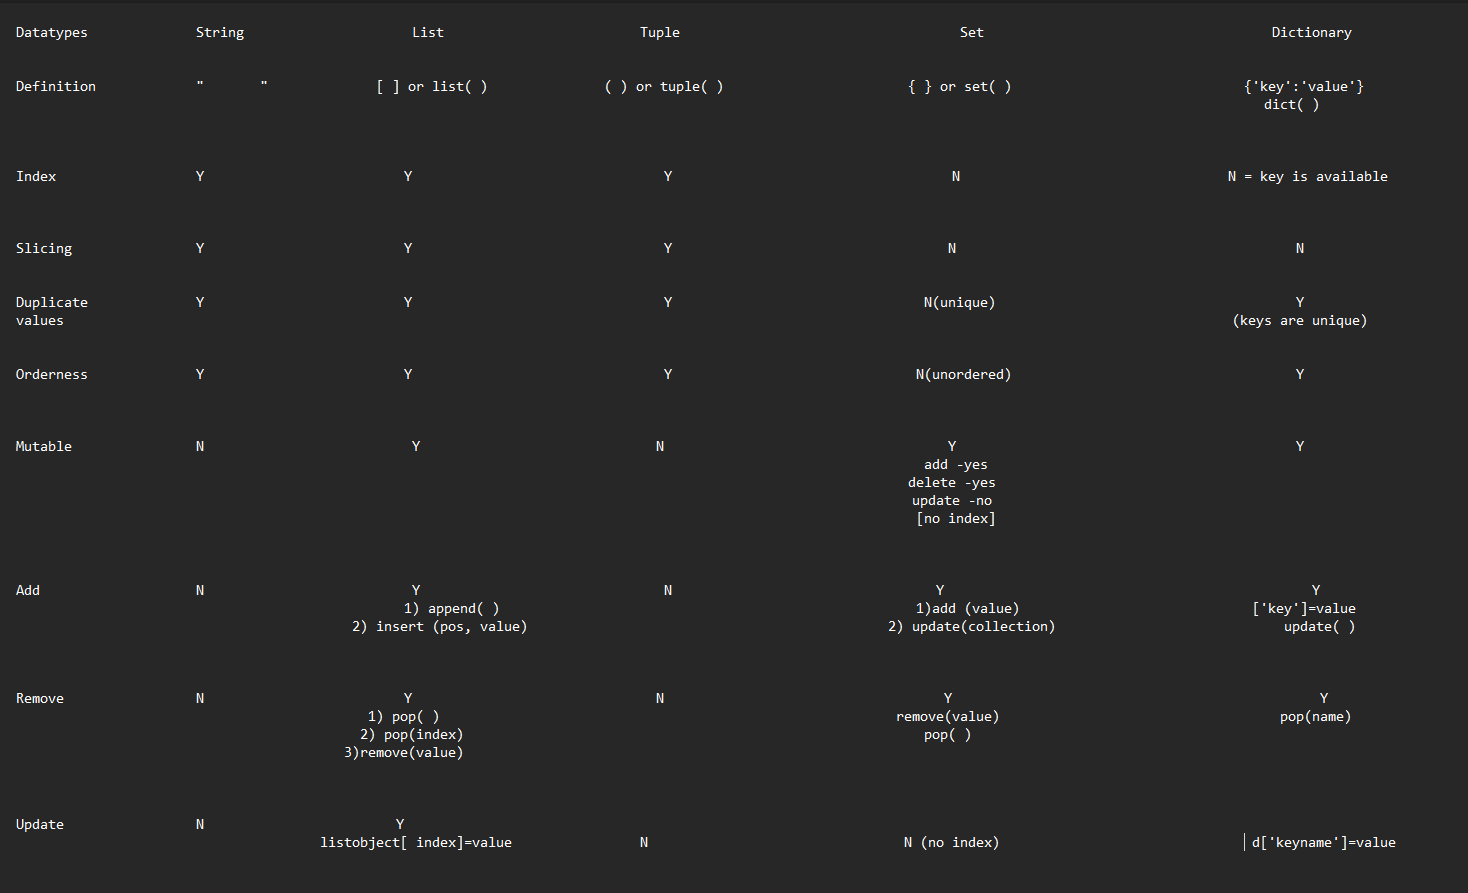 Datatypes String List Tuple Set Dictionary
Definition " " [ ] or list( ) ( ) or tuple( ) { } or set( ) {'key':'value'}
dict( )
Index Y Y Y N N = key is available
Slicing Y Y Y N N
Duplicate Y Y Y N(unique) Y
values (keys are unique)
Orderness Y Y Y N(unordered) Y
Mutable N Y N Y Y
add -yes
delete -yes
update -no
[no index]
Add N Y N Y Y
1) append( ) 1)add (value) ['key']=value
2) insert (pos, value) 2) update(collection) update( )
Remove N Y N Y Y
1) pop( ) remove(value) pop(name)
2) pop(index) pop( )
3)remove(value)
Update N Y
listobject[ index]=value N N (no index) d['keyname']=value